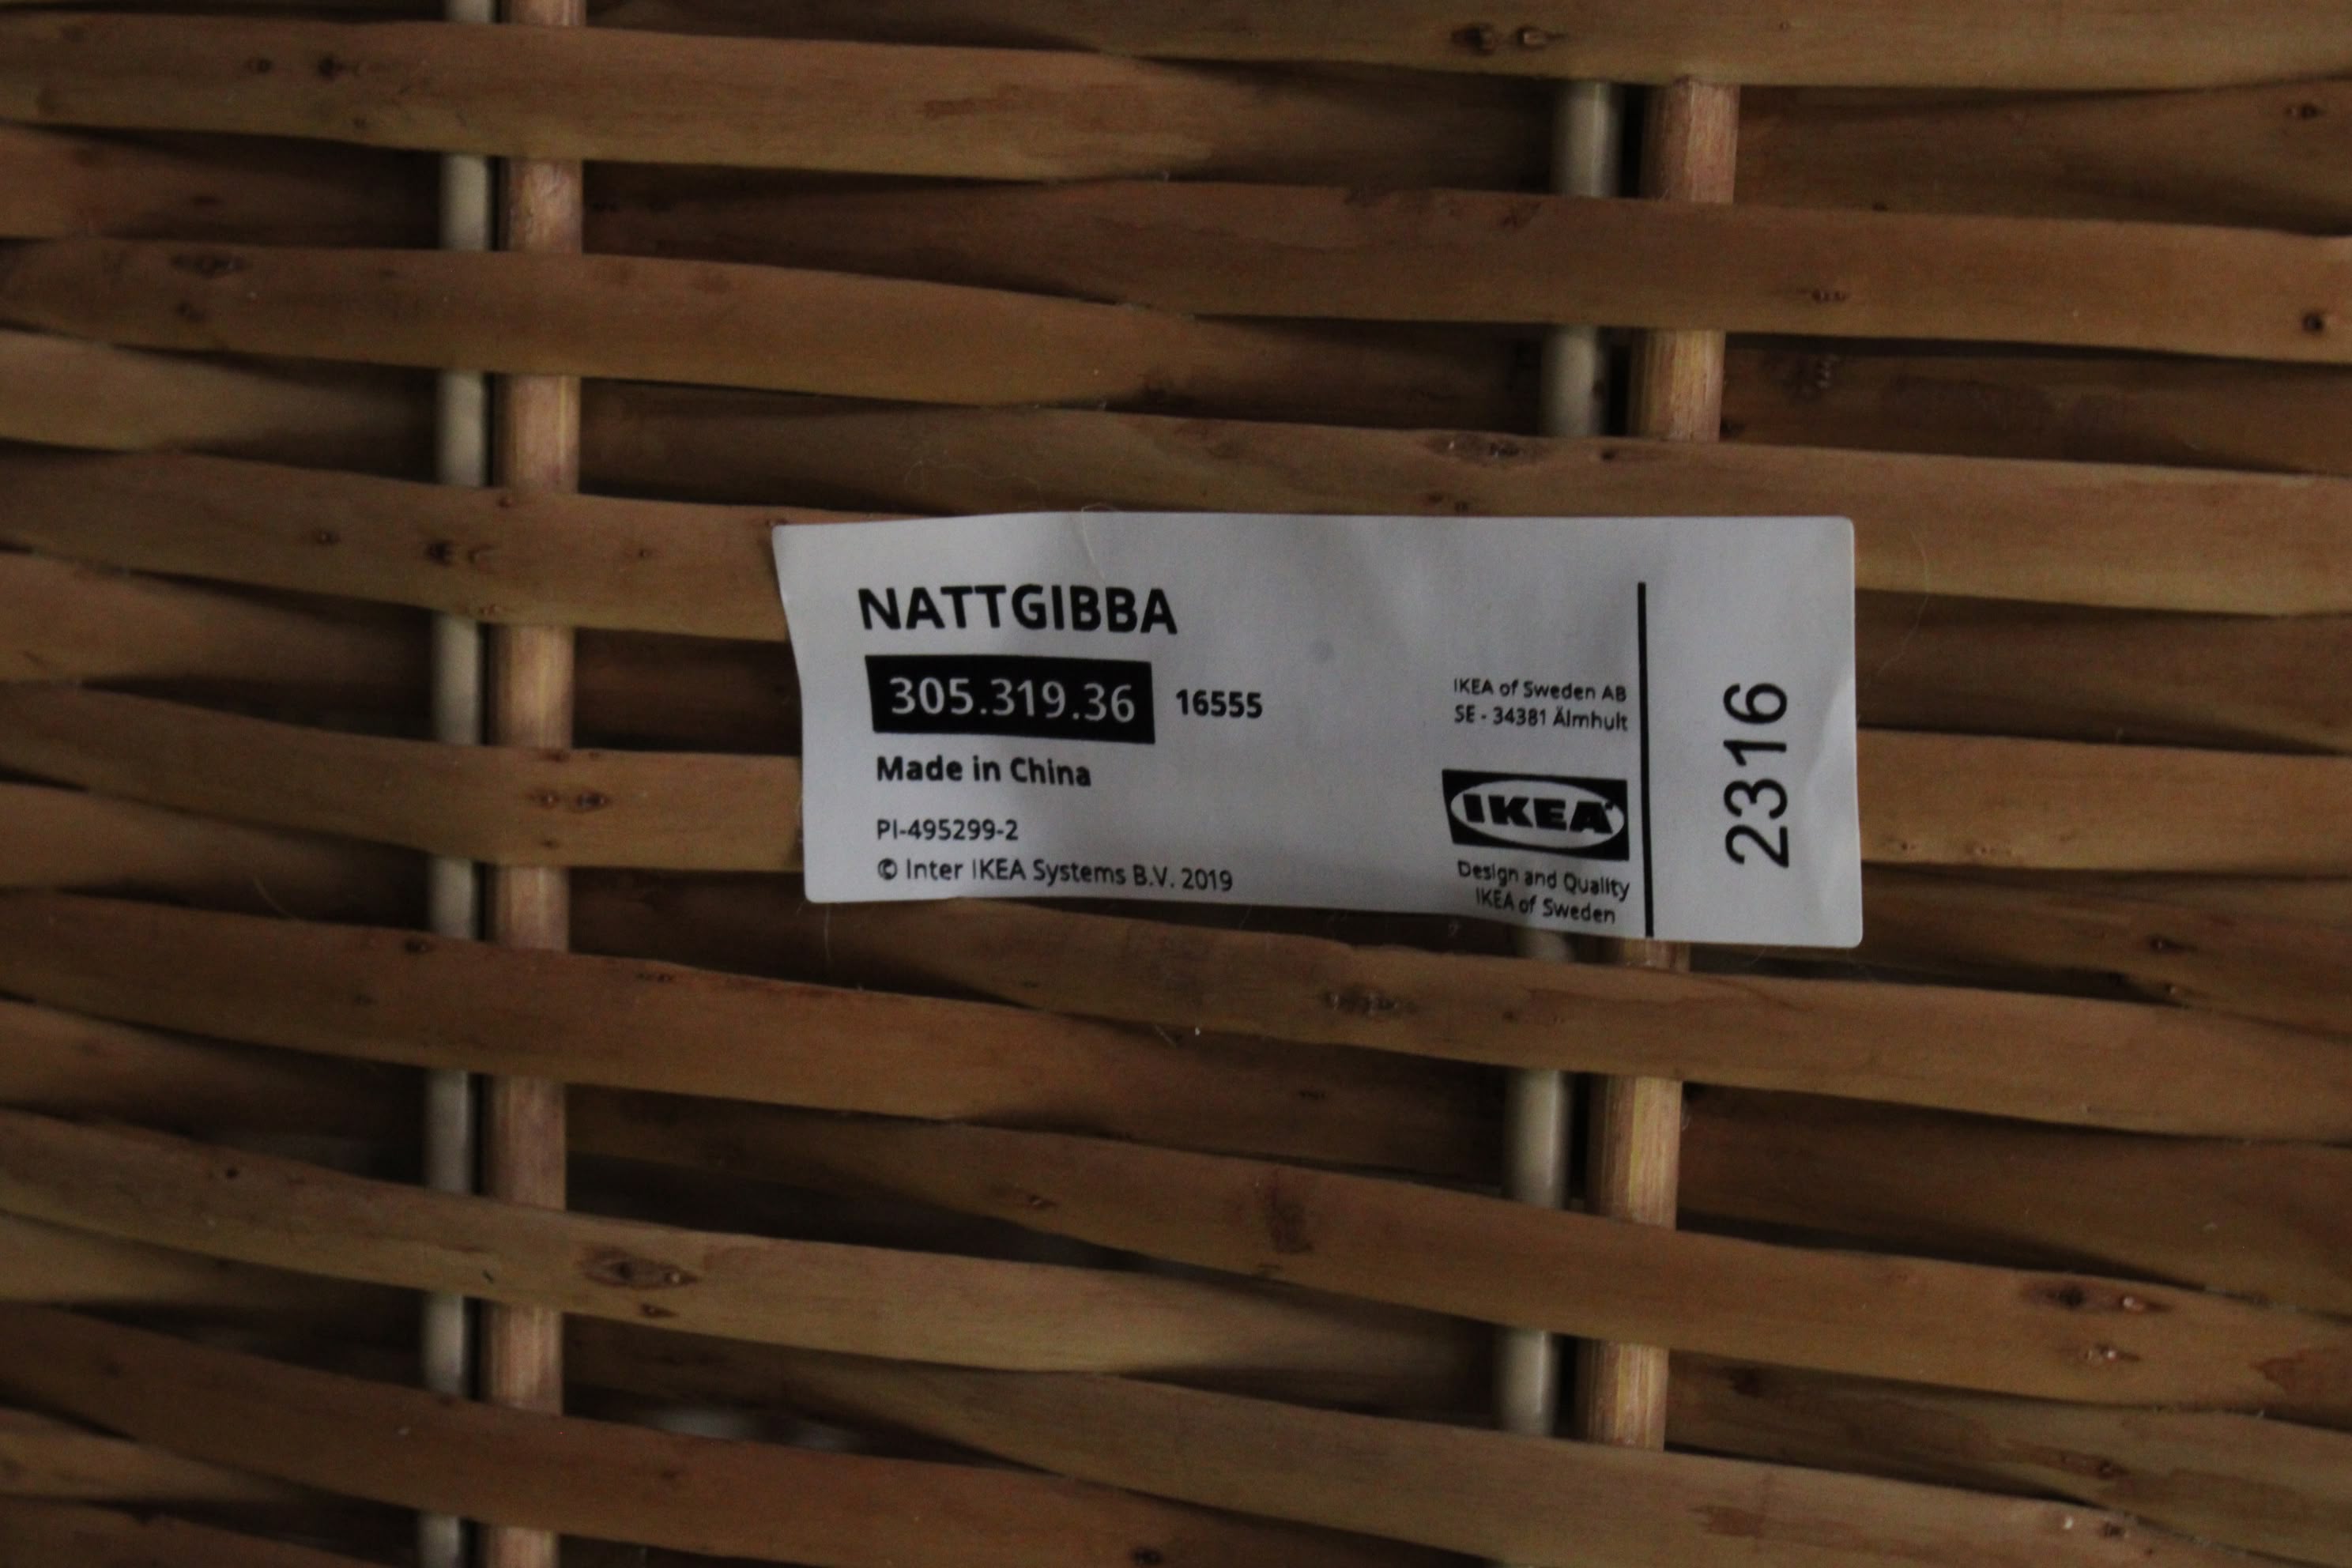 NATTGIBBA
305.319.36 16555
Made in China
PI-495299-2
© Inter IKEA Systems B.V. 2019
IKEA of Sweden AB
SE - 34381 Älmhult
IKEA
Design and Quality
IKEA of Sweden
2316